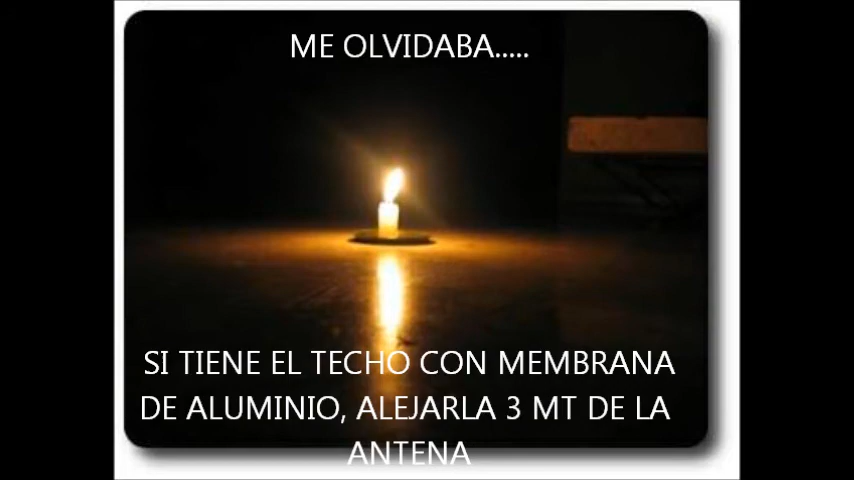 ME OLVIDABA.....
SI TIENE EL TECHO CON MEMBRANA
DE ALUMINIO, ALEJARLA 3 MT DE LA
ANTENA